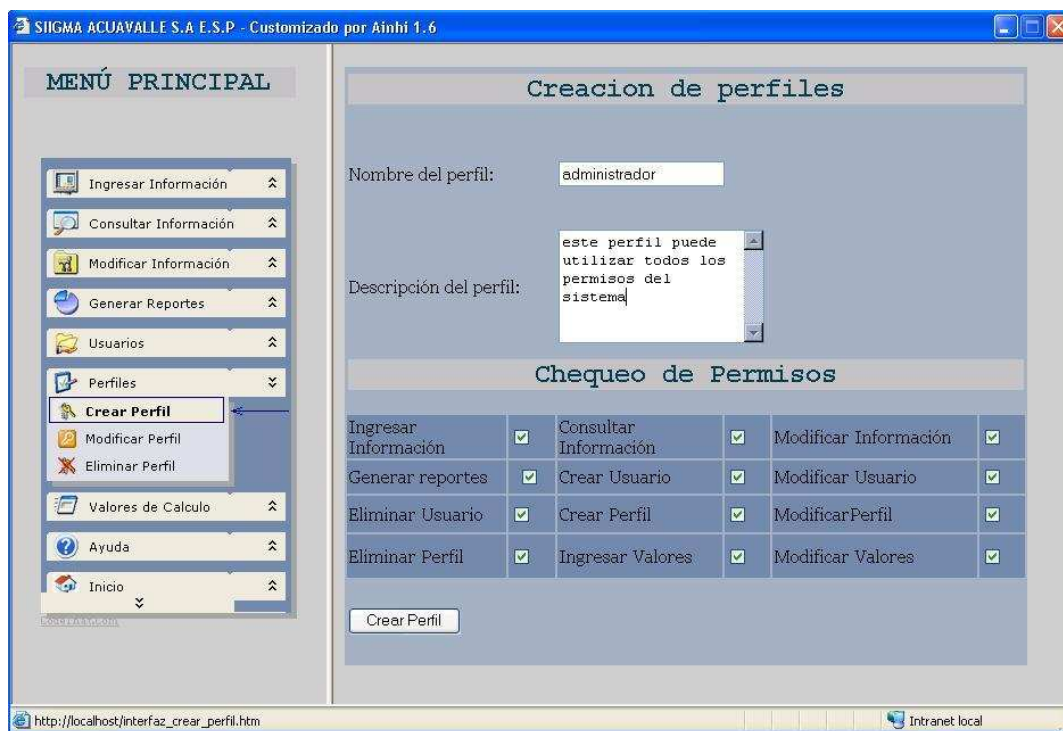 SIIGMA ACUAVALLE S.A E.S.P - Customizado por Ainhi 1.6
MENÚ PRINCIPAL
Ingresar Información
Consultar Información
Modificar Información
Generar Reportes
Usuarios
Perfiles
Crear Perfil
Modificar Perfil
Eliminar Perfil
Valores de Calculo
Ayuda
Inicio
Creacion de perfiles
Nombre del perfil:
administrador
Descripción del perfil:
este perfil puede
utilizar todos los
permisos del
sistema
Chequeo de Permisos
Ingresar
Información
Consultar
Información
Modificar Información
Generar reportes
Crear Usuario
Modificar Usuario
Eliminar Usuario
Crear Perfil
ModificarPerfil
Eliminar Perfil
Ingresar Valores
Modificar Valores
Crear Perfil
http://localhost/interfaz_crear_perfil.htm
Intranet local